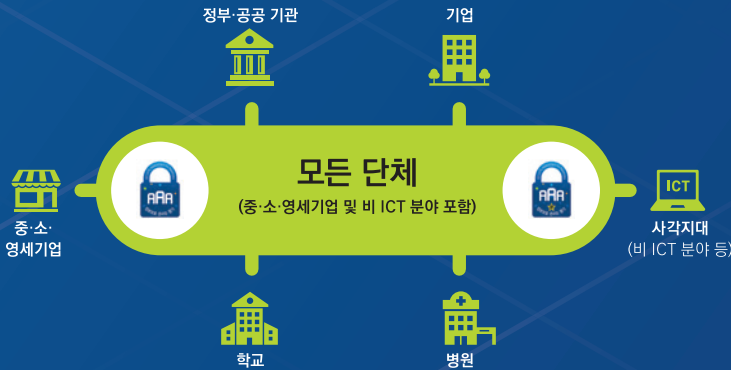 정부·공공 기관
기업
모든 단체
(중·소·영세기업 및 비 ICT 분야 포함)
AAA
AAA
ICT
중·소·
영세기업
사각지대
(비 ICT 분야 등)
학교
병원